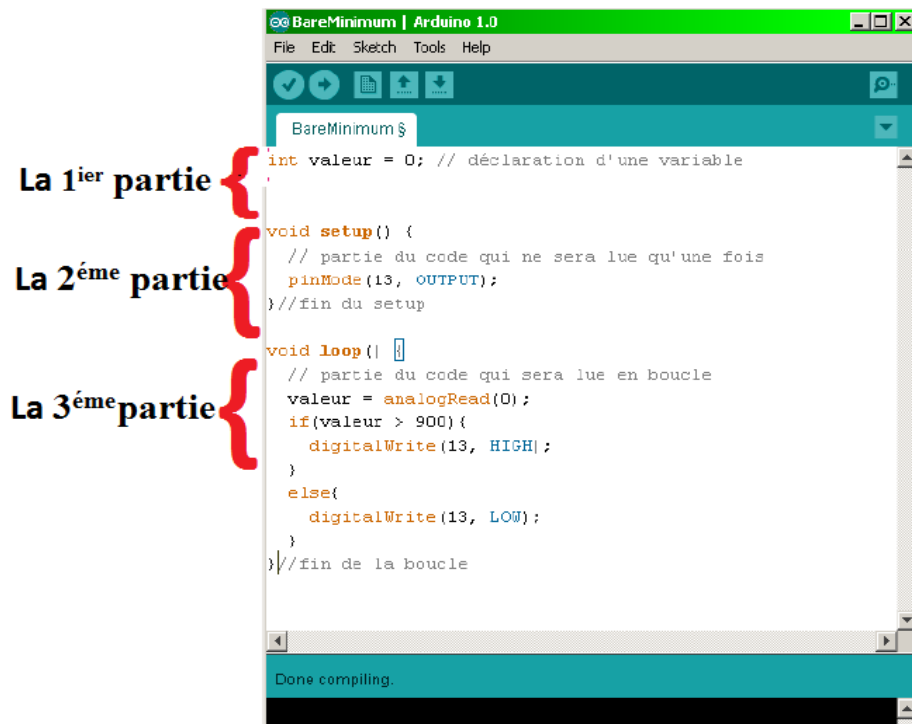 BareMinimum | Arduino 1.0
File Edit Sketch Tools Help
BareMinimum §
La 1ier partie
int valeur = 0; // déclaration d'une variable
La 2éme partie
void setup() {
// partie du code qui ne sera lue qu'une fois
pinMode(13, OUTPUT);
}//fin du setup
La 3éme partie
void loop(| {
// partie du code qui sera lue en boucle
valeur = analogRead(0);
if(valeur > 900){
digitalWrite(13, HIGH|;
}
else{
digitalWrite(13, LOW);
}
}//fin de la boucle
Done compiling.